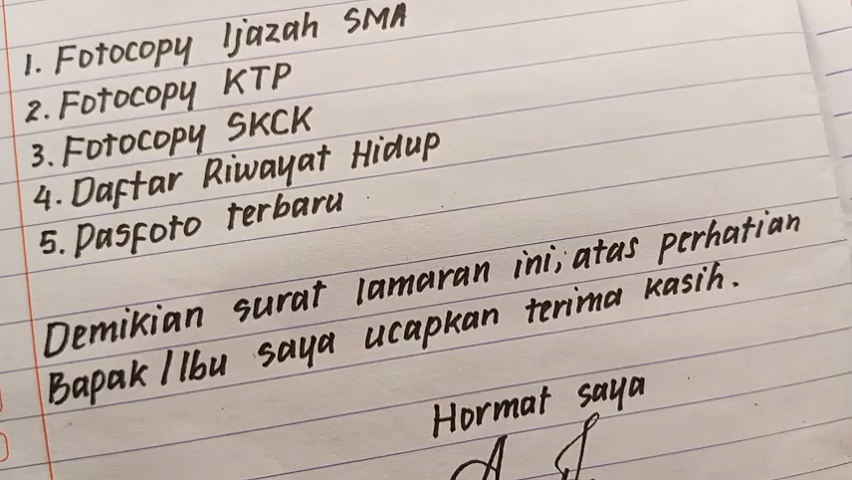 1. Fotocopy Ijazah SMA
2. Fotocopy KTP
3. Fotocopy SKCK
4. Daftar Riwayat Hidup
5. Pasfoto terbaru
Demikian surat lamaran ini, atas perhatian
Bapak / Ibu saya ucapkan terima kasih.
Hormat saya